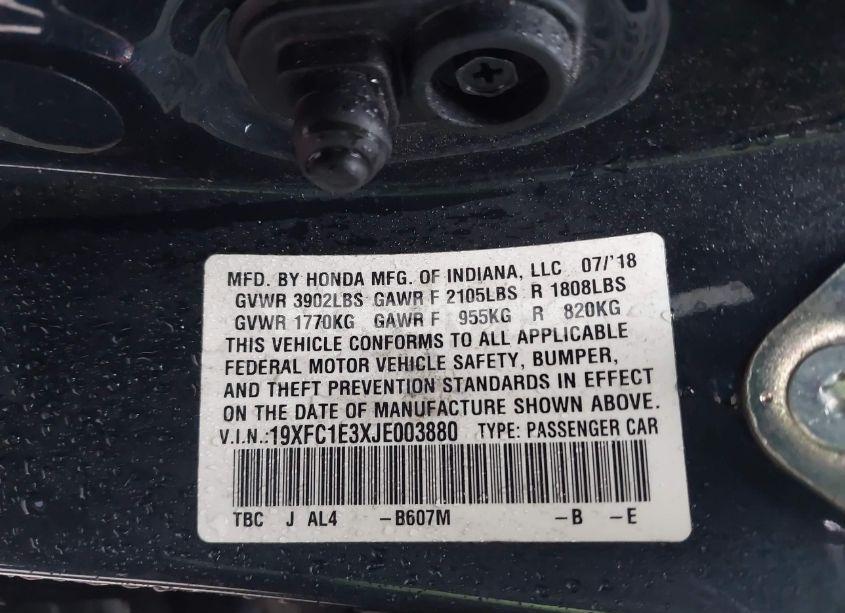 MFD. BY HONDA MFG. OF INDIANA, LLC 07/'18
GVWR 3902LBS GAWR F 2105LBS R 1808LBS
GVWR 1770KG GAWR F 955KG R 820KG
THIS VEHICLE CONFORMS TO ALL APPLICABLE
FEDERAL MOTOR VEHICLE SAFETY, BUMPER,
AND THEFT PREVENTION STANDARDS IN EFFECT
ON THE DATE OF MANUFACTURE SHOWN ABOVE.
V.I.N.:19XFC1E3XJE003880 TYPE: PASSENGER CAR
TBC J AL4 -B607M -B -E